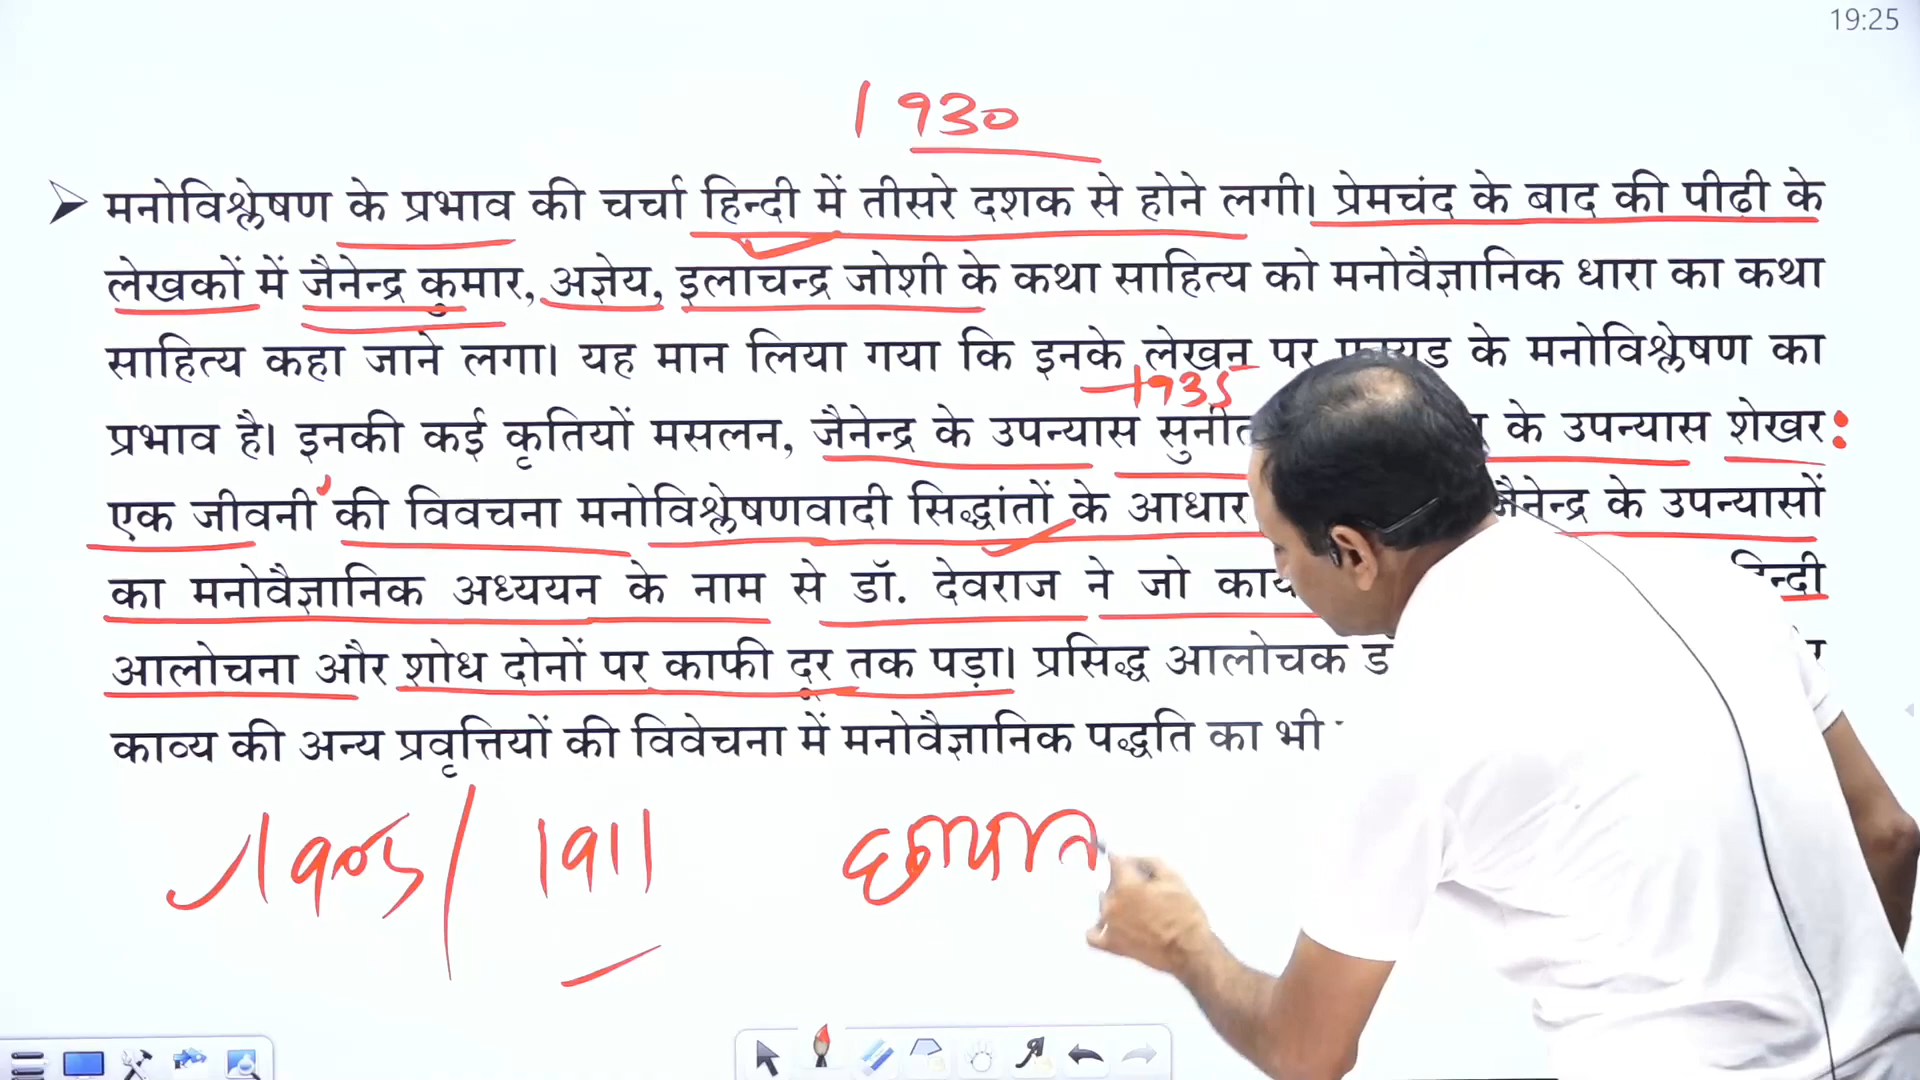 19:25
1930
मनोविश्लेषण के प्रभाव की चर्चा हिन्दी में तीसरे दशक से होने लगी। प्रेमचंद के बाद की पीढी के
लेखकों में जैनेन्द्र कुमार, अज्ञेय, इलाचन्द्र जोशी के कथा साहित्य को मनोवैज्ञानिक धारा का कथा
साहित्य कहा जाने लगा। यह मान लिया गया कि इनके लेखन पर के मनोविश्लेषण का
1935
प्रभाव है। इनकी कई कृतियों मसलन, जैनेन्द्र के उपन्यास के उपन्यास शेखर:
एक जीवनी की विवचना मनोविश्लेषणवादी सिद्धांतों के आधार जैनेन्द्र के उपन्यासों
का मनोवैज्ञानिक अध्ययन के नाम से डॉ. देवराज ने जो हिन्दी
आलोचना और शोध दोनों पर काफी दूर तक पड़ा। प्रसिद्ध आलोचक
काव्य की अन्य प्रवृत्तियों की विवेचना में मनोवैज्ञानिक पद्धति का भी
1905/1911